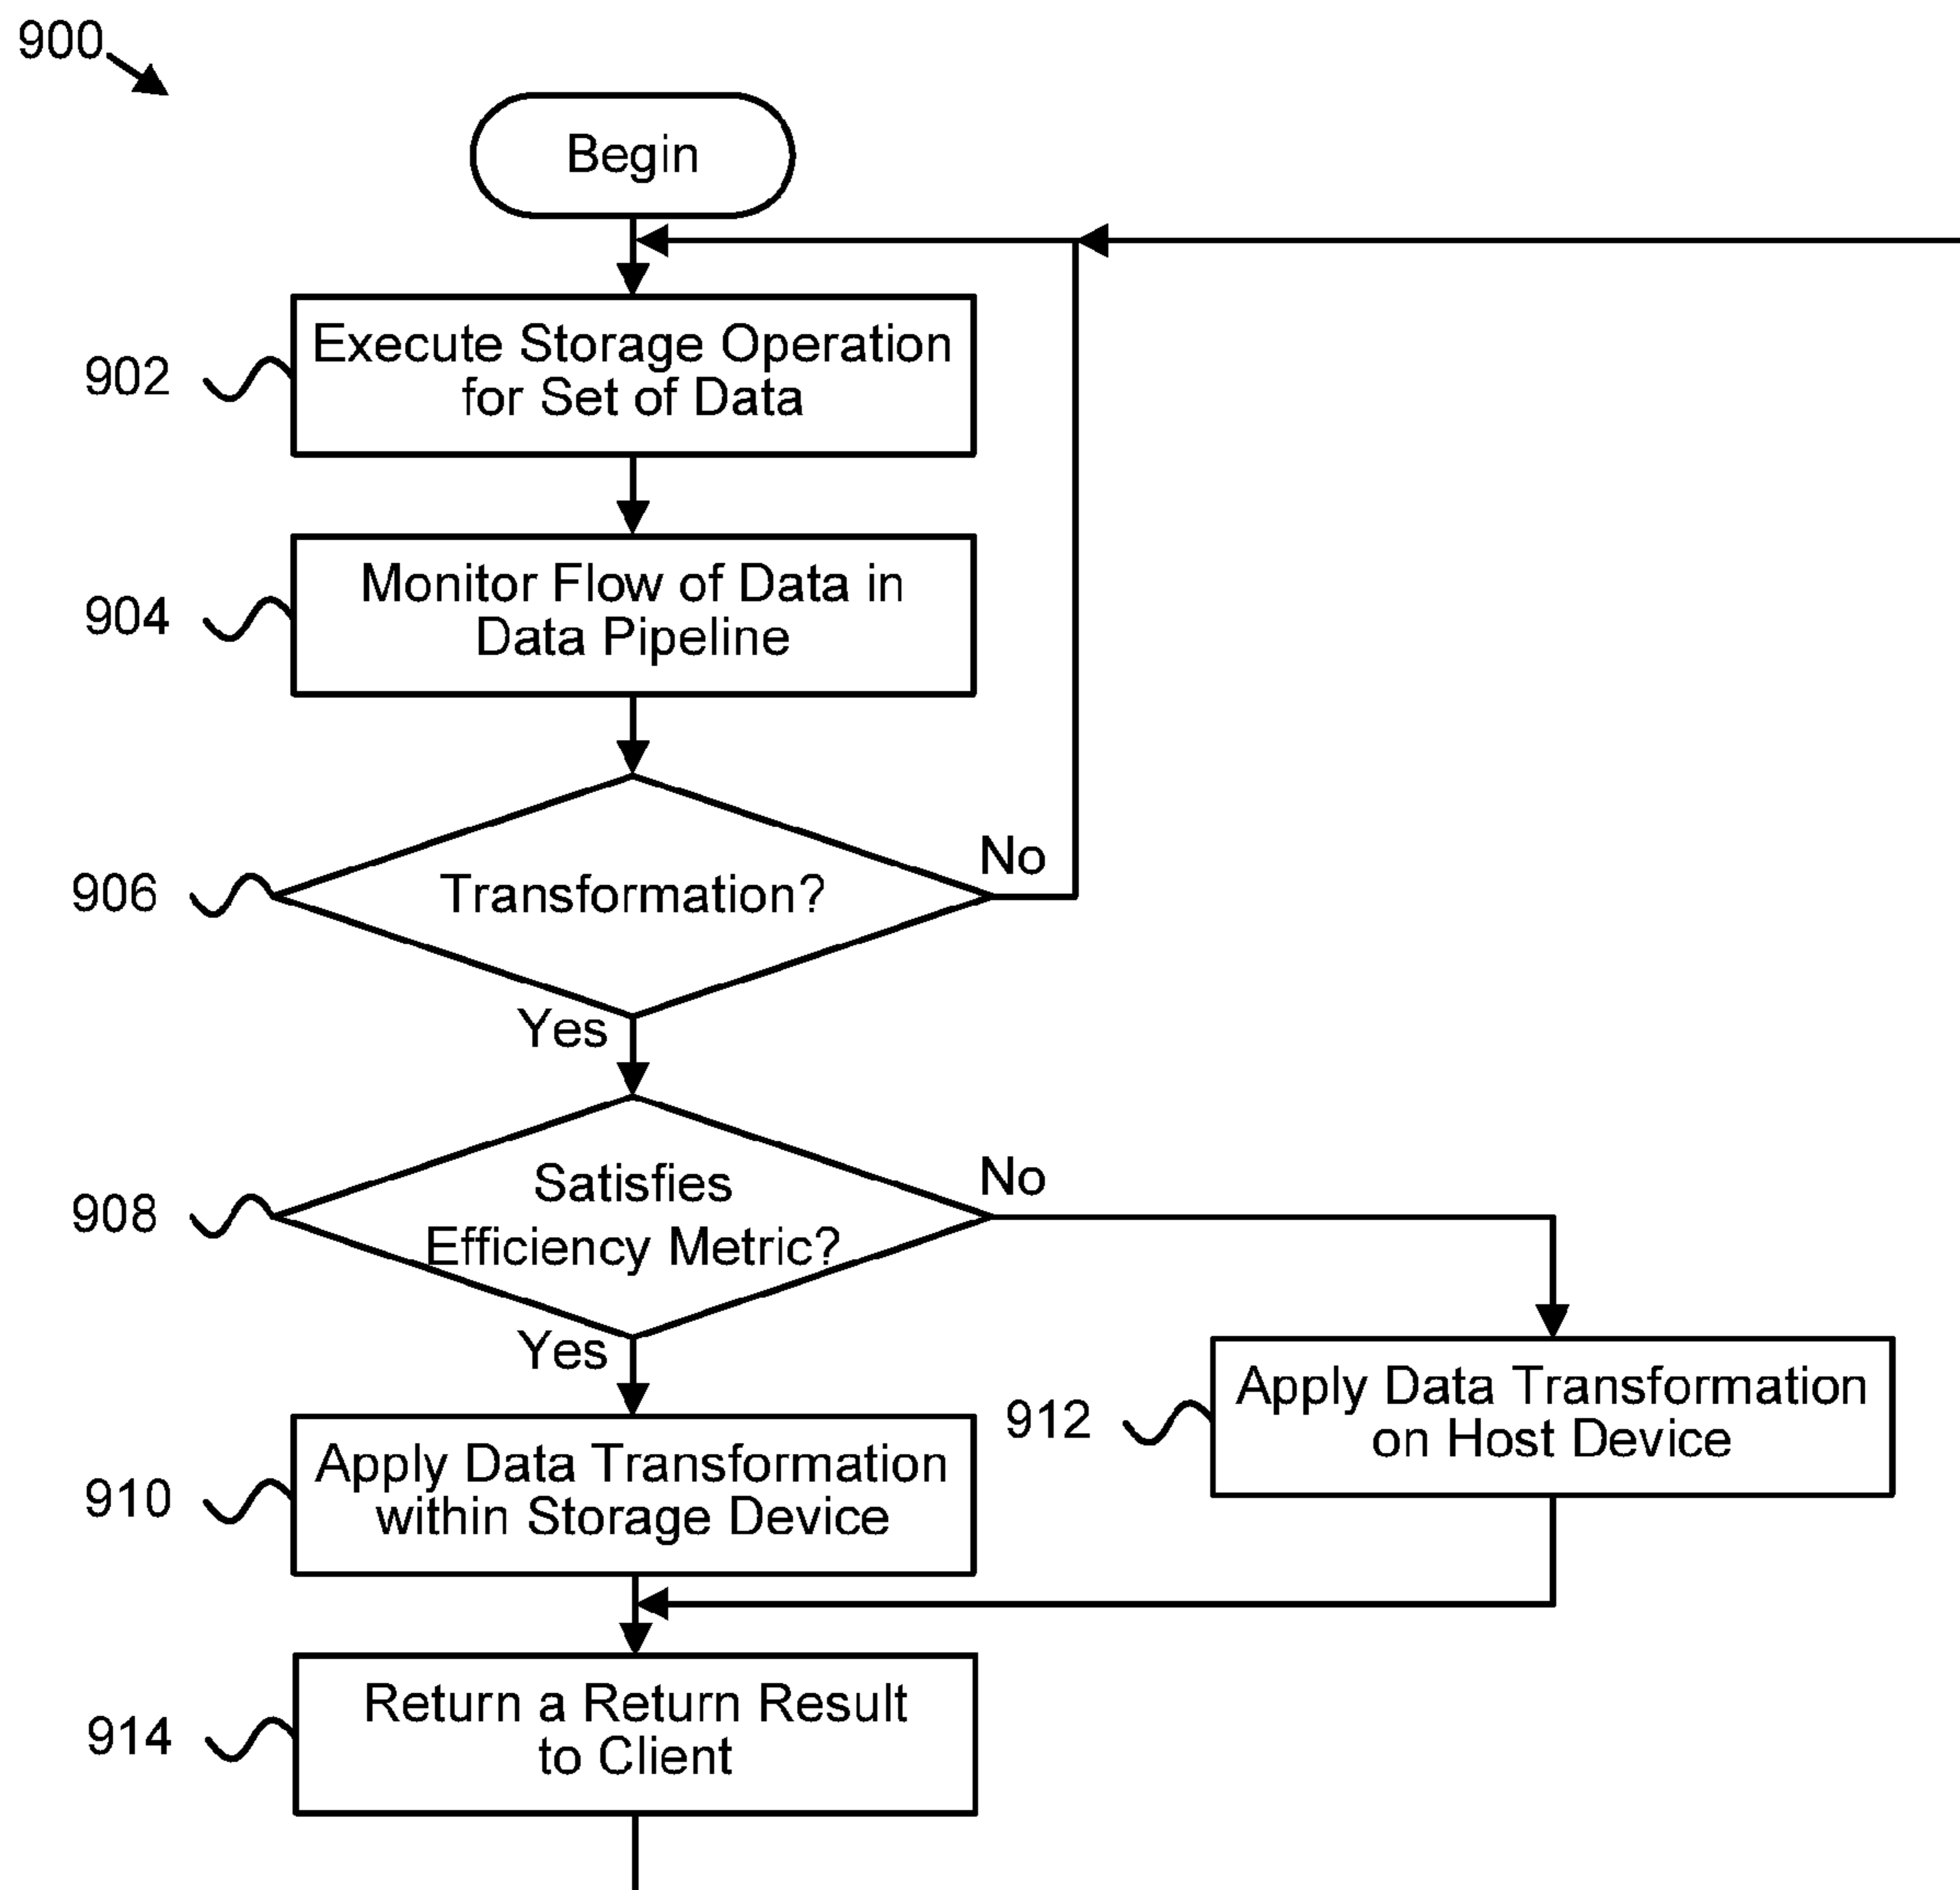 900
Begin
902
Execute Storage Operation
for Set of Data
904
Monitor Flow of Data in
Data Pipeline
906
Transformation?
No
Yes
908
Satisfies
Efficiency Metric?
No
Yes
910
Apply Data Transformation
within Storage Device
912
Apply Data Transformation
on Host Device
914
Return a Return Result
to Client